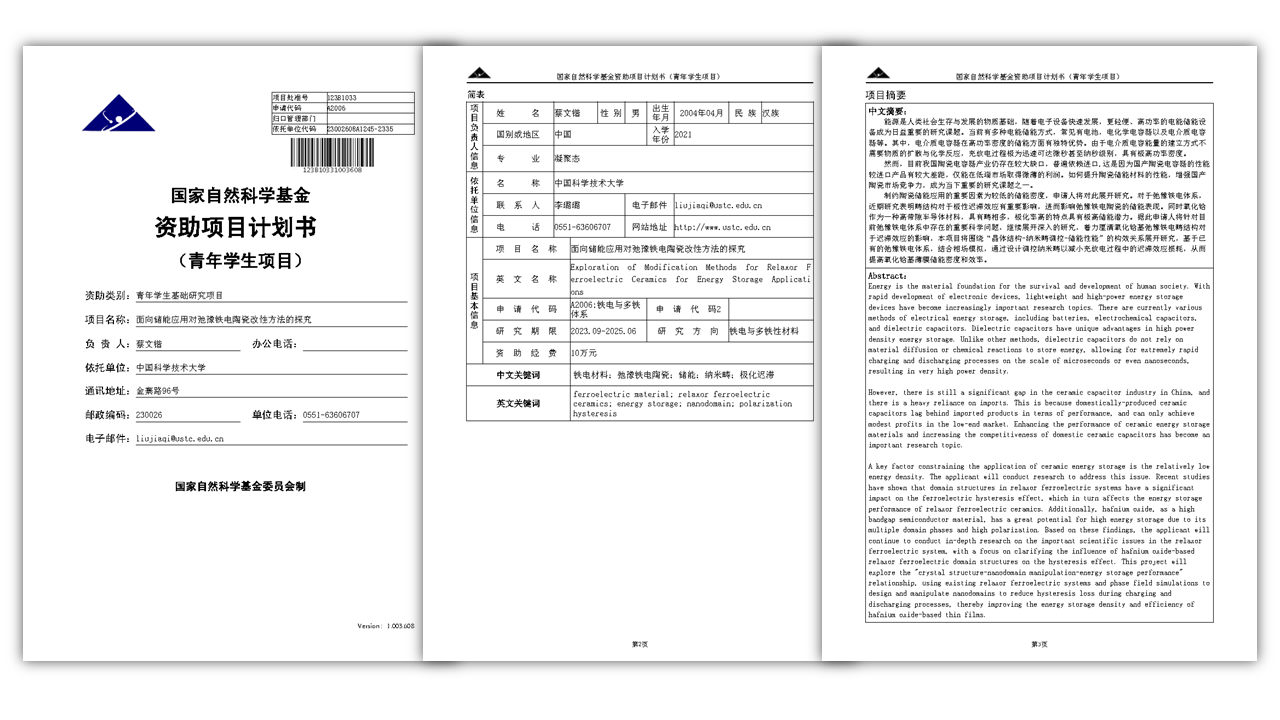 项目批准号 12381033
申请代码 A2006
归口管理部门
依托单位代码 23002608A1245-2335
1238103310036​08
国家自然科学基金
资助项目计划书
（青年学生项目）
资助类别：青年学生基础研究项目
项目名称：面向储能应用对弛豫铁电陶瓷改性方法的探究
负 责 人：蔡文锴 办公电话：
依托单位：中国科学技术大学
通讯地址：金寨路96号
邮政编码：230026 单位电话：0551-63606707
电子邮件：liujiaqi@ustc.edu.cn
国家自然科学基金委员会制
Version: 1.003.608
国家自然科学基金资助项目计划书（青年学生项目）
简表
项目负责人信息
姓 名 蔡文锴 性 别 男 出生年月 2004年04月 民 族 汉族
国别或地区 中国 入学年份 2021
专 业 凝聚态
依托单位信息
名 称 中国科学技术大学
联 系 人 李璐璐 电子邮件 liujiaqi@ustc.edu.cn
电 话 0551-63606707 网站地址 http://www.ustc.edu.cn
项目基本信息
项 目 名 称 面向储能应用对弛豫铁电陶瓷改性方法的探究
英 文 名 称 Exploration of Modification Methods for Relaxor F
erroelectric Ceramics for Energy Storage Applicati
ons
申 请 代 码 A2006:铁电与多铁体系 申 请 代 码2
研 究 期 限 2023.09-2025.06 研 究 方 向 铁电与多铁性材料
资 助 经 费 10万元
中文关键词 铁电材料；弛豫铁电陶瓷；储能；纳米畴；极化迟滞
英文关键词 ferroelectric material; relaxor ferroelectric
ceramics; energy storage; nanodomain; polarization
hysteresis
第2页
国家自然科学基金资助项目计划书（青年学生项目）
项目摘要
中文摘要：
能源是人类社会生存与发展的物质基础，随着电子设备快速发展，更轻便、高功率的电能储能设
备成为日益重要的研究课题。当前有多种电能储能方式，常见有电池，电化学电容器以及电介质电容
器等。其中，电介质电容器在高功率密度的储能方面有独特优势。由于电介质电容能量的建立方式不
需要物质的扩散与化学反应，充放电过程极为迅速可达微秒甚至纳秒级别，具有极高功率密度。
然而，目前我国陶瓷电容器产业仍存在较大缺口，普遍依赖进口,这是因为国产陶瓷电容器的性能
较进口产品有较大差距，仅能在低端市场取得微薄的利润。如何提升陶瓷储能材料的性能，增强国产
陶瓷市场竞争力，成为当下重要的研究课题之一。
制约陶瓷储能应用的重要因素为较低的储能密度，申请人将对此展开研究。对于弛豫铁电体系，
近期研究表明畴结构对于极性迟滞效应有重要影响，进而影响弛豫铁电陶瓷的储能表现。同时氧化铪
作为一种高带隙半导体材料，具有畴相多，极化率高的特点具有极高储能潜力。据此申请人将针对目
前弛豫铁电体系中存在的重要科学问题，继续展开深入的研究，着力厘清氧化铪基弛豫铁电畴结构对
于迟滞效应的影响，本项目将围绕“晶体结构-纳米畴调控-储能性能”的构效关系展开研究，基于已
有的弛豫铁电体系，结合相场模拟，通过设计调控纳米畴以减小充放电过程中的迟滞效应损耗，从而
提高氧化铪基薄膜储能密度和效率。
Abstract:
Energy is the material foundation for the survival and development of human society. With
rapid development of electronic devices, lightweight and high-power energy storage
devices have become increasingly important research topics. There are currently various
methods of electrical energy storage, including batteries, electrochemical capacitors,
and dielectric capacitors. Dielectric capacitors have unique advantages in high power
density energy storage. Unlike other methods, dielectric capacitors do not rely on
material diffusion or chemical reactions to store energy, allowing for extremely rapid
charging and discharging processes on the scale of microseconds or even nanoseconds,
resulting in very high power density.
However, there is still a significant gap in the ceramic capacitor industry in China, and
there is a heavy reliance on imports. This is because domestically-produced ceramic
capacitors lag behind imported products in terms of performance, and can only achieve
modest profits in the low-end market. Enhancing the performance of ceramic energy storage
materials and increasing the competitiveness of domestic ceramic capacitors has become an
important research topic.
A key factor constraining the application of ceramic energy storage is the relatively low
energy density. The applicant will conduct research to address this issue. Recent studies
have shown that domain structures in relaxor ferroelectric systems have a significant
impact on the ferroelectric hysteresis effect, which in turn affects the energy storage
performance of relaxor ferroelectric ceramics. Additionally, hafnium oxide, as a high
bandgap semiconductor material, has a great potential for high energy storage due to its
multiple domain phases and high polarization. Based on these findings, the applicant will
continue to conduct in-depth research on the important scientific issues in the relaxor
ferroelectric system, with a focus on clarifying the influence of hafnium oxide-based
relaxor ferroelectric domain structures on the hysteresis effect. This project will
explore the "crystal structure-nanodomain manipulation-energy storage performance"
relationship, using existing relaxor ferroelectric systems and phase field simulations to
design and manipulate nanodomains to reduce hysteresis loss during charging and
discharging processes, thereby improving the energy storage density and efficiency of
hafnium oxide-based thin films.
第3页